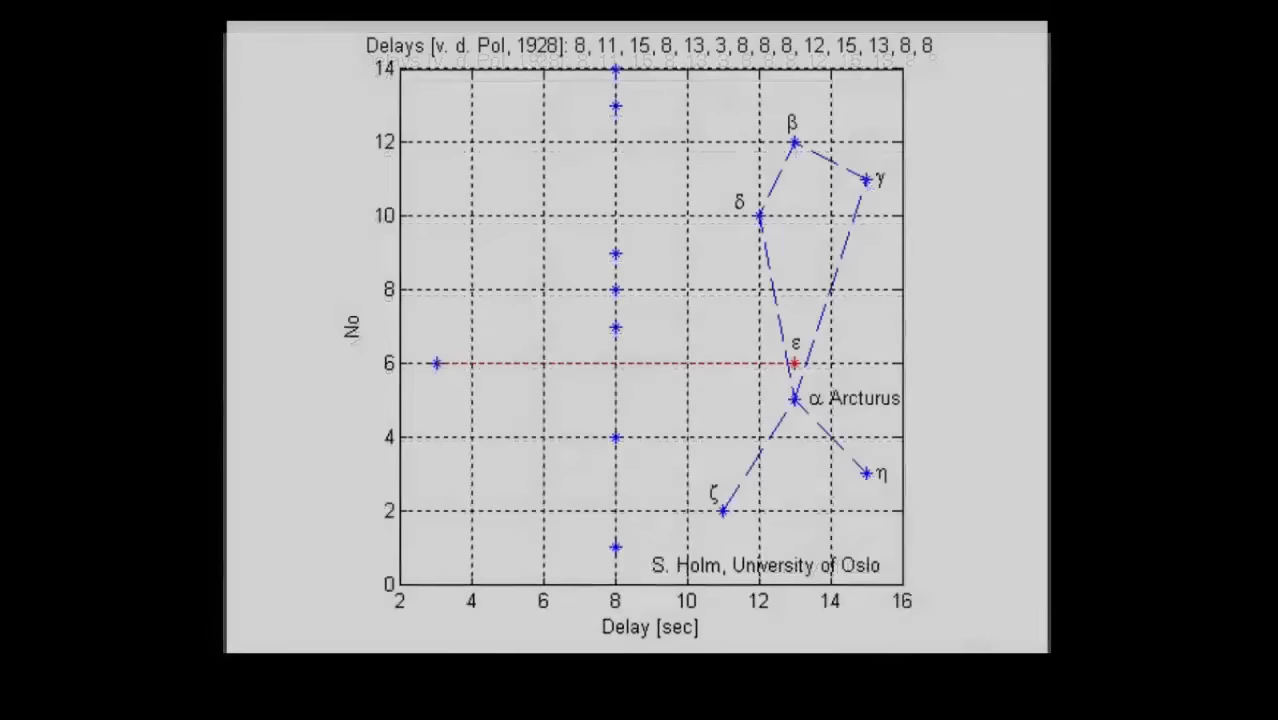 Delays [v. d. Pol, 1928]: 8, 11, 15, 8, 13, 3, 8, 8, 8, 12, 15, 13, 8, 8
14
β
12
γ
δ
10
8
No
ε
6
α Arcturus
4
η
ζ
2
S. Holm, University of Oslo
0
2 4 6 8 10 12 14 16
Delay [sec]